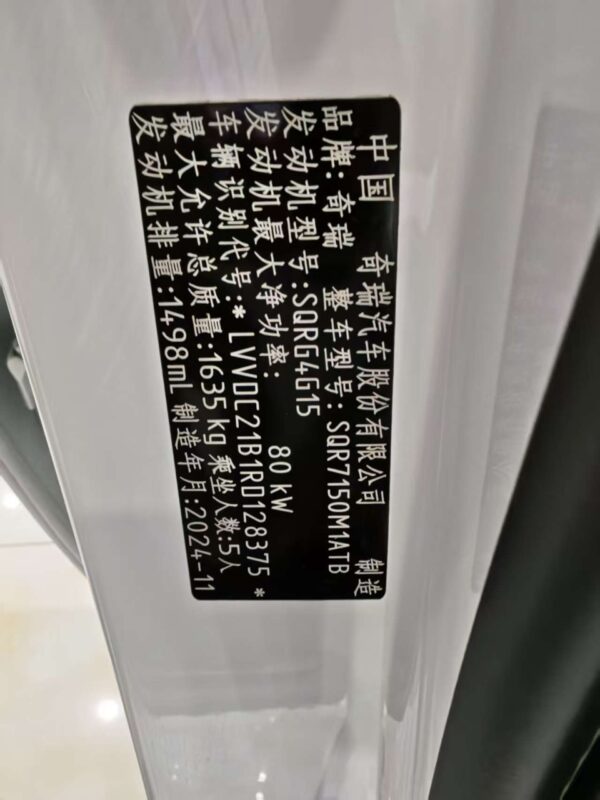 中国 奇瑞汽车股份有限公司 制造
品牌:奇瑞 整车型号:SQR7150M1ATB
发动机型号:SQRG4G15
发动机最大净功率: 80 kW
车辆识别代号:*LVVDC21B1RD128375*
最大允许总质量:1635 kg 乘坐人数:5人
发动机排量:1498mL 制造年月:2024-11